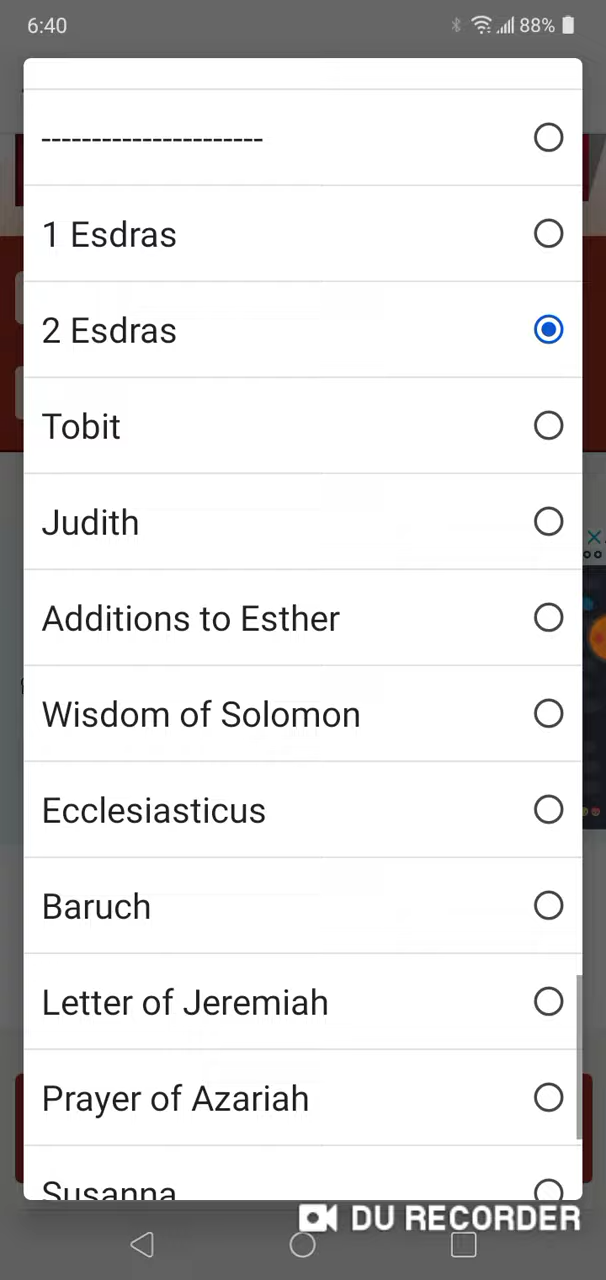 6:40
88%
----------------------
1 Esdras
2 Esdras
Tobit
Judith
Additions to Esther
Wisdom of Solomon
Ecclesiasticus
Baruch
Letter of Jeremiah
Prayer of Azariah
Susanna
DU RECORDER